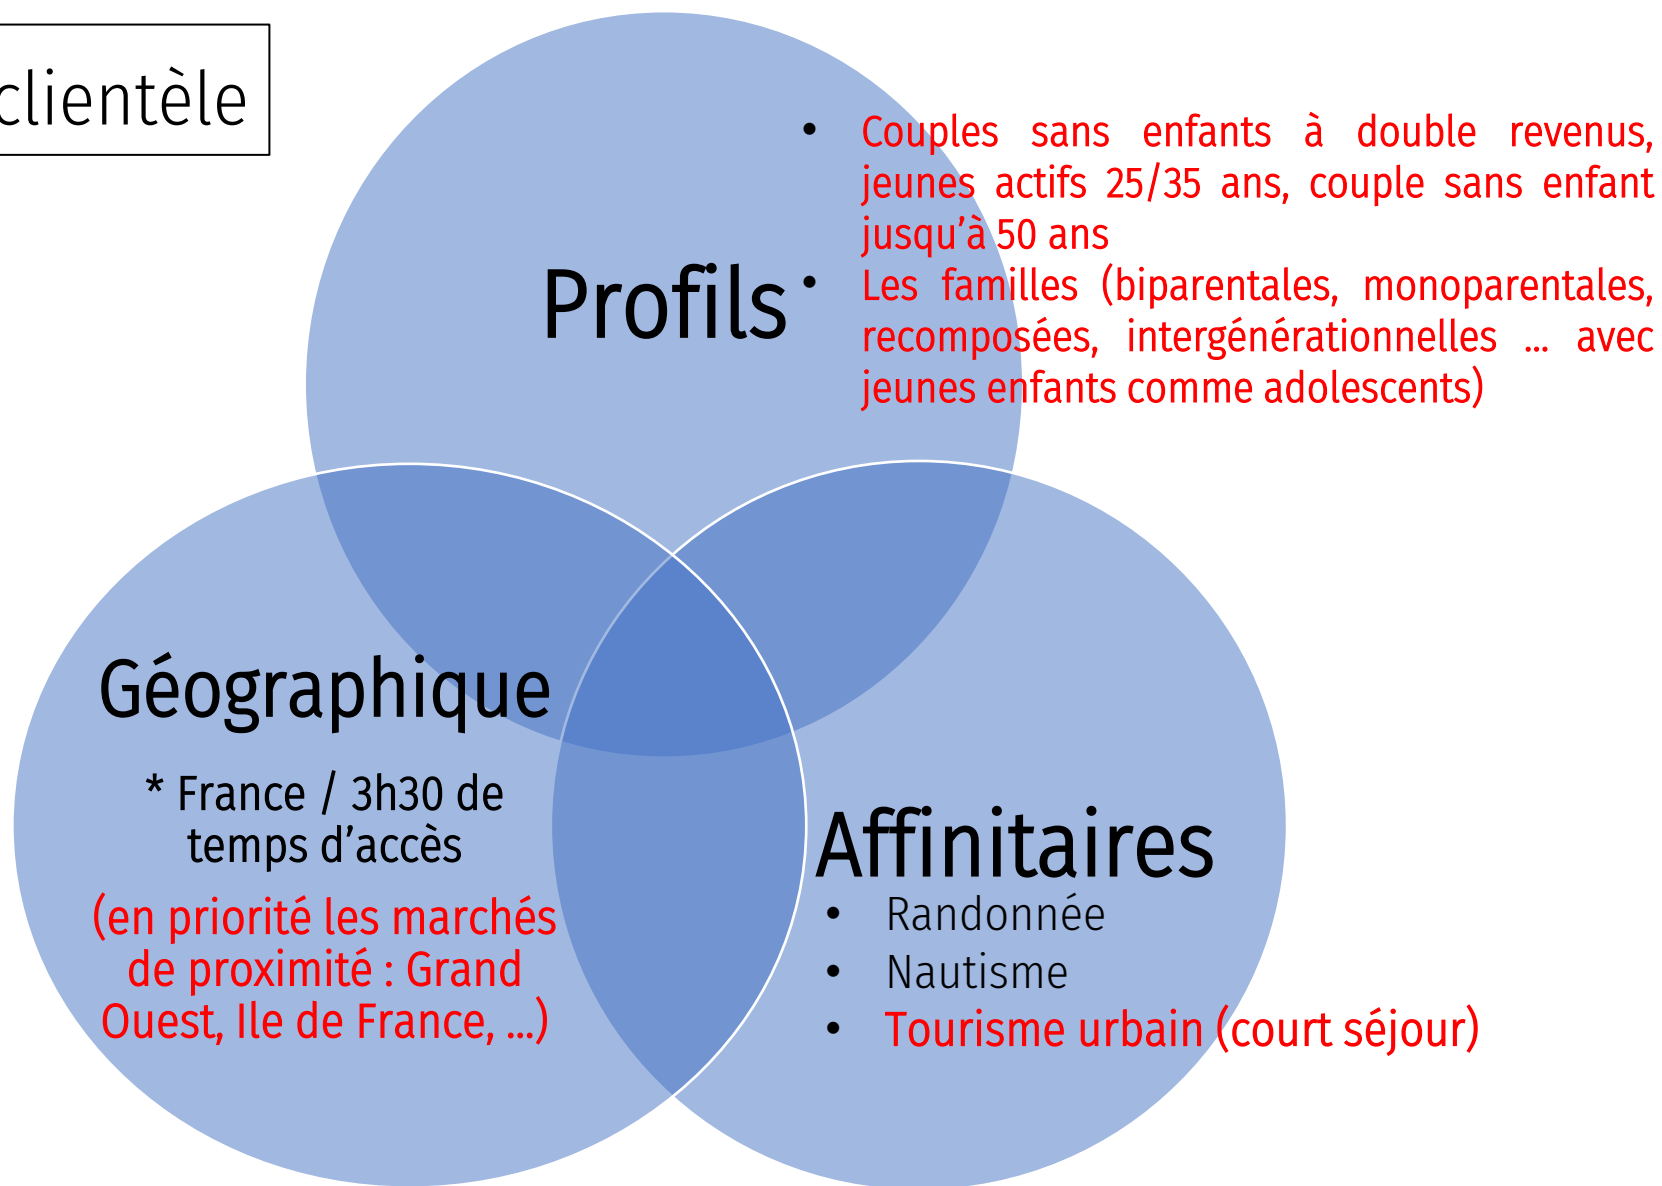 clientèle
• Couples sans enfants à double revenus,
jeunes actifs 25/35 ans, couple sans enfant
jusqu’à 50 ans
Profils
• Les familles (biparentales, monoparentales,
recomposées, intergénérationnelles ... avec
jeunes enfants comme adolescents)
Géographique
* France / 3h30 de
temps d’accès
(en priorité les marchés
de proximité : Grand
Ouest, Ile de France, ...)
Affinitaires
• Randonnée
• Nautisme
• Tourisme urbain (court séjour)